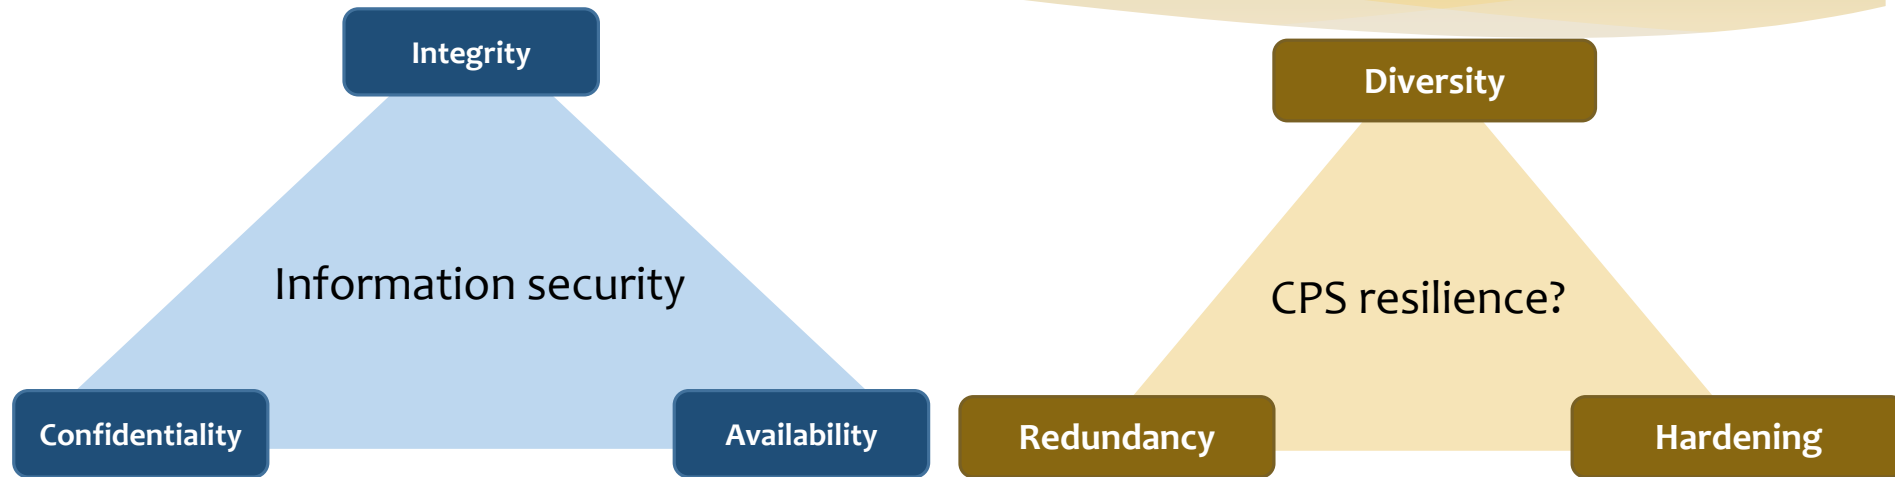 Integrity
Information security
Confidentiality
Availability
Diversity
CPS resilience?
Redundancy
Hardening